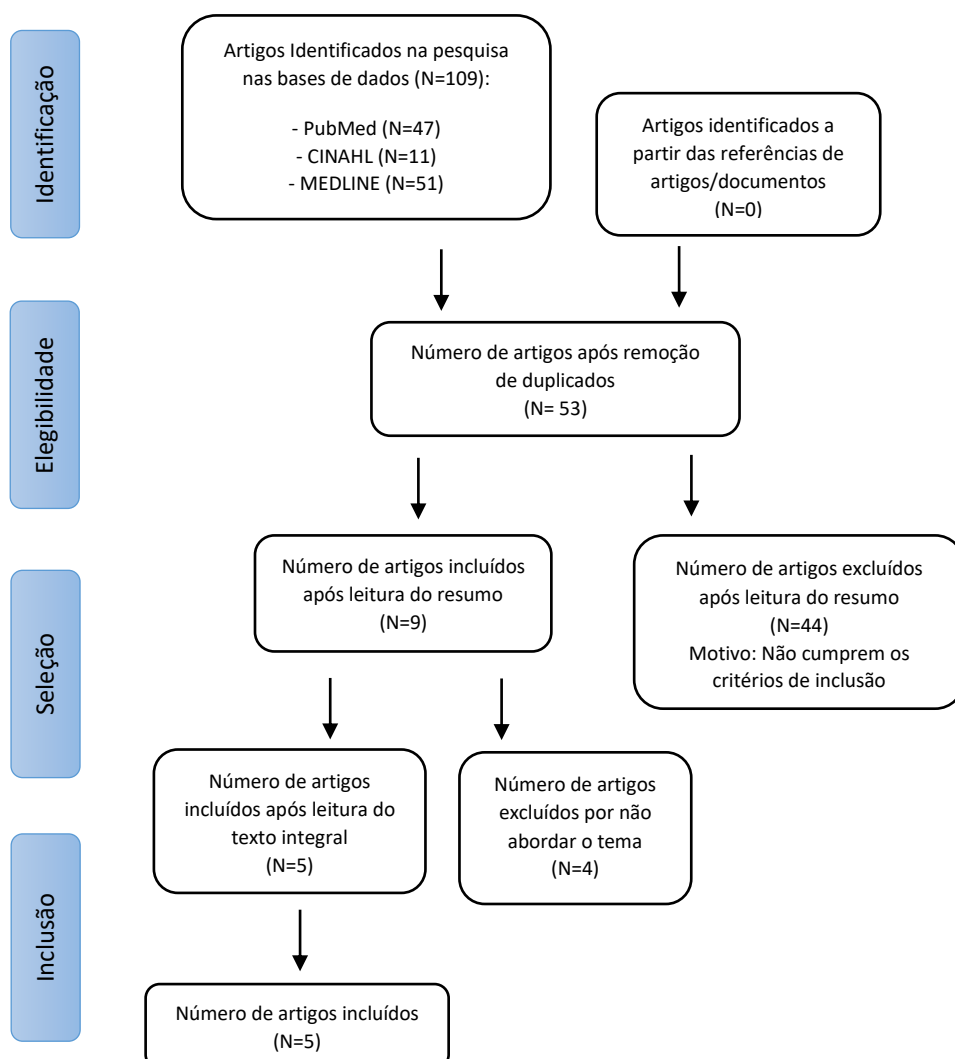 Identificação
Artigos Identificados na pesquisa
nas bases de dados (N=109):
- PubMed (N=47)
- CINAHL (N=11)
- MEDLINE (N=51)
Artigos identificados a
partir das referências de
artigos/documentos
(N=0)
Elegibilidade
Número de artigos após remoção
de duplicados
(N= 53)
Seleção
Número de artigos incluídos
após leitura do resumo
(N=9)
Número de artigos excluídos
após leitura do resumo
(N=44)
Motivo: Não cumprem os
critérios de inclusão
Número de artigos
incluídos após leitura do
texto integral
(N=5)
Número de artigos
excluídos por não
abordar o tema
(N=4)
Inclusão
Número de artigos incluídos
(N=5)